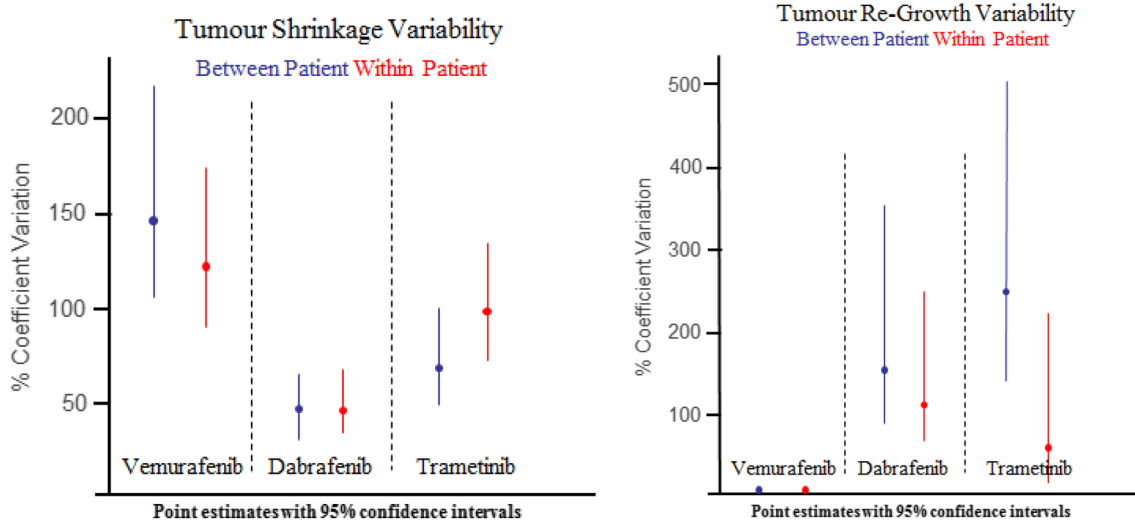 Tumour Shrinkage Variability
Between Patient Within Patient
% Coefficient Variation
200
150
100
50
Vemurafenib Dabrafenib Trametinib
Point estimates with 95% confidence intervals
Tumour Re-Growth Variability
Between Patient Within Patient
% Coefficient Variation
500
400
300
200
100
Vemurafenib Dabrafenib Trametinib
Point estimates with 95% confidence intervals